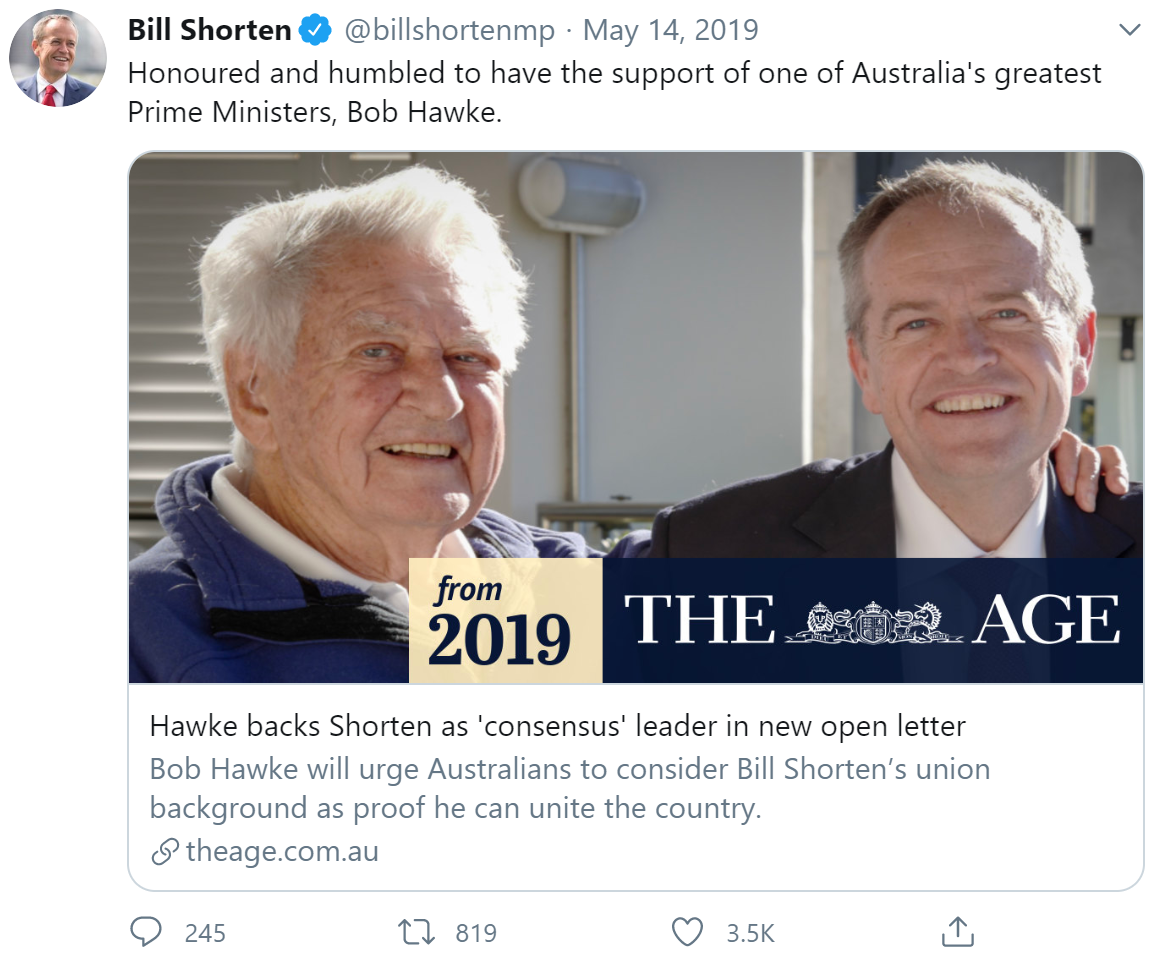 Bill Shorten @billshortenmp · May 14, 2019
Honoured and humbled to have the support of one of Australia's greatest
Prime Ministers, Bob Hawke.
from
2019
THE AGE
Hawke backs Shorten as 'consensus' leader in new open letter
Bob Hawke will urge Australians to consider Bill Shorten’s union
background as proof he can unite the country.
theage.com.au
245 819 3.5K